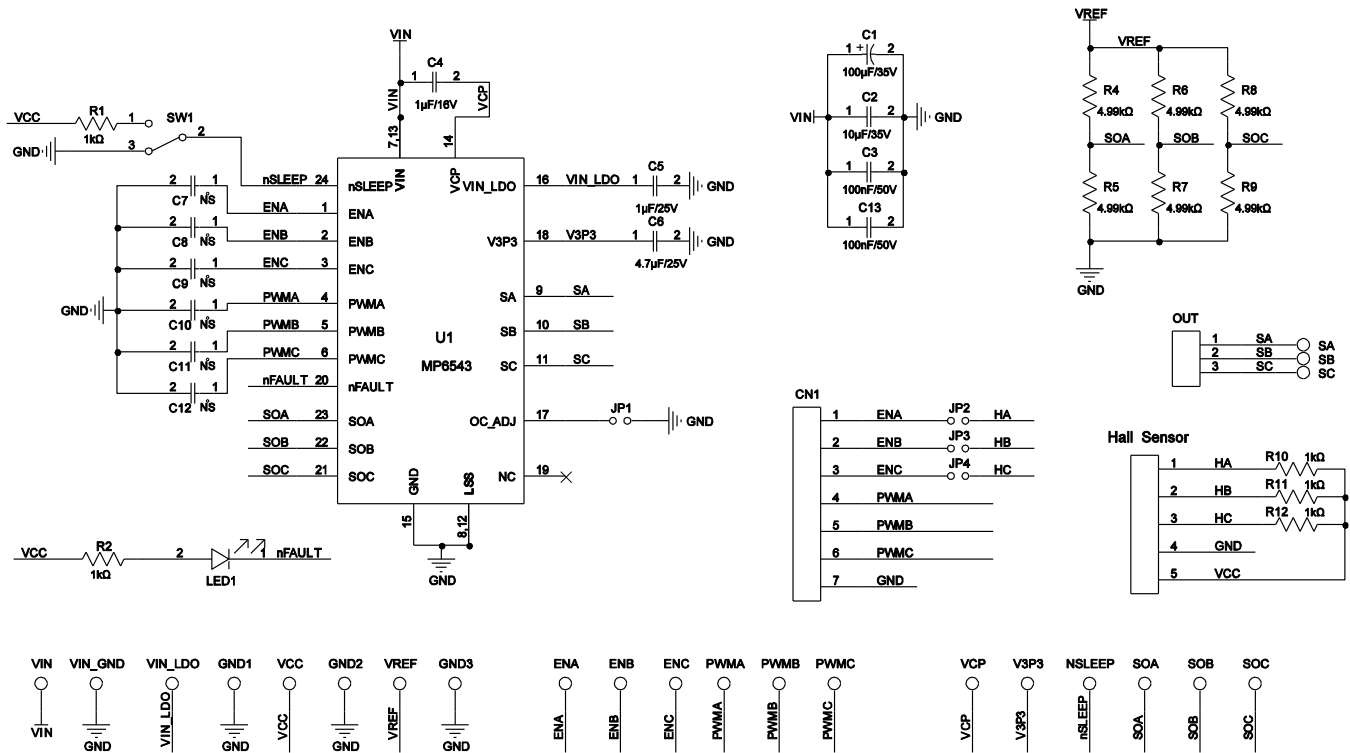 VIN
C4
1 2
1µF/16V
VIN
VCP
7,13
14
VCC
R1
1kΩ
1
SW1
2
GND
3
nSLEEP 24
ENA 1
ENB 2
ENC 3
PWMA 4
PWMB 5
PWMC 6
nFAULT 20
SOA 23
SOB 22
SOC 21
2 1
C7 NS
2 1
C8 NS
2 1
C9 NS
GND
2 1
C10 NS
2 1
C11 NS
2 1
C12 NS
nSLEEP
VIN
VCP
VIN_LDO
ENA
ENB
V3P3
ENC
PWMA
SA
PWMB
SB
PWMC
SC
U1
MP6543
nFAULT
SOA
OC_ADJ
SOB
SOC
NC
GND
LSS
15
8,12
GND
16 VIN_LDO
C5
1 2
1µF/25V
GND
18 V3P3
C6
1 2
4.7µF/25V
GND
9 SA
10 SB
11 SC
17
JP1
GND
19
VCC
R2
1kΩ
2 1
LED1
nFAULT
C1
1 + 2
100µF/35V
C2
VIN
1 2
GND
10µF/35V
C3
1 2
100nF/50V
C13
1 2
100nF/50V
VREF
VREF
R4
4.99kΩ
R6
4.99kΩ
R8
4.99kΩ
SOA
SOB
SOC
R5
4.99kΩ
R7
4.99kΩ
R9
4.99kΩ
GND
OUT
1 SA SA
2 SB SB
3 SC SC
CN1
1 ENA JP2 HA
2 ENB JP3 HB
3 ENC JP4 HC
4 PWMA
5 PWMB
6 PWMC
7 GND
Hall Sensor
1 HA R10 1kΩ
2 HB R11 1kΩ
3 HC R12 1kΩ
4 GND
5 VCC
VIN VIN_GND VIN_LDO GND1 VCC GND2 VREF GND3 ENA ENB ENC PWMA PWMB PWMC VCP V3P3 NSLEEP SOA SOB SOC
VIN GND VIN_LDO GND VCC GND VREF GND ENA ENB ENC PWMA PWMB PWMC VCP V3P3 nSLEEP SOA SOB SOC